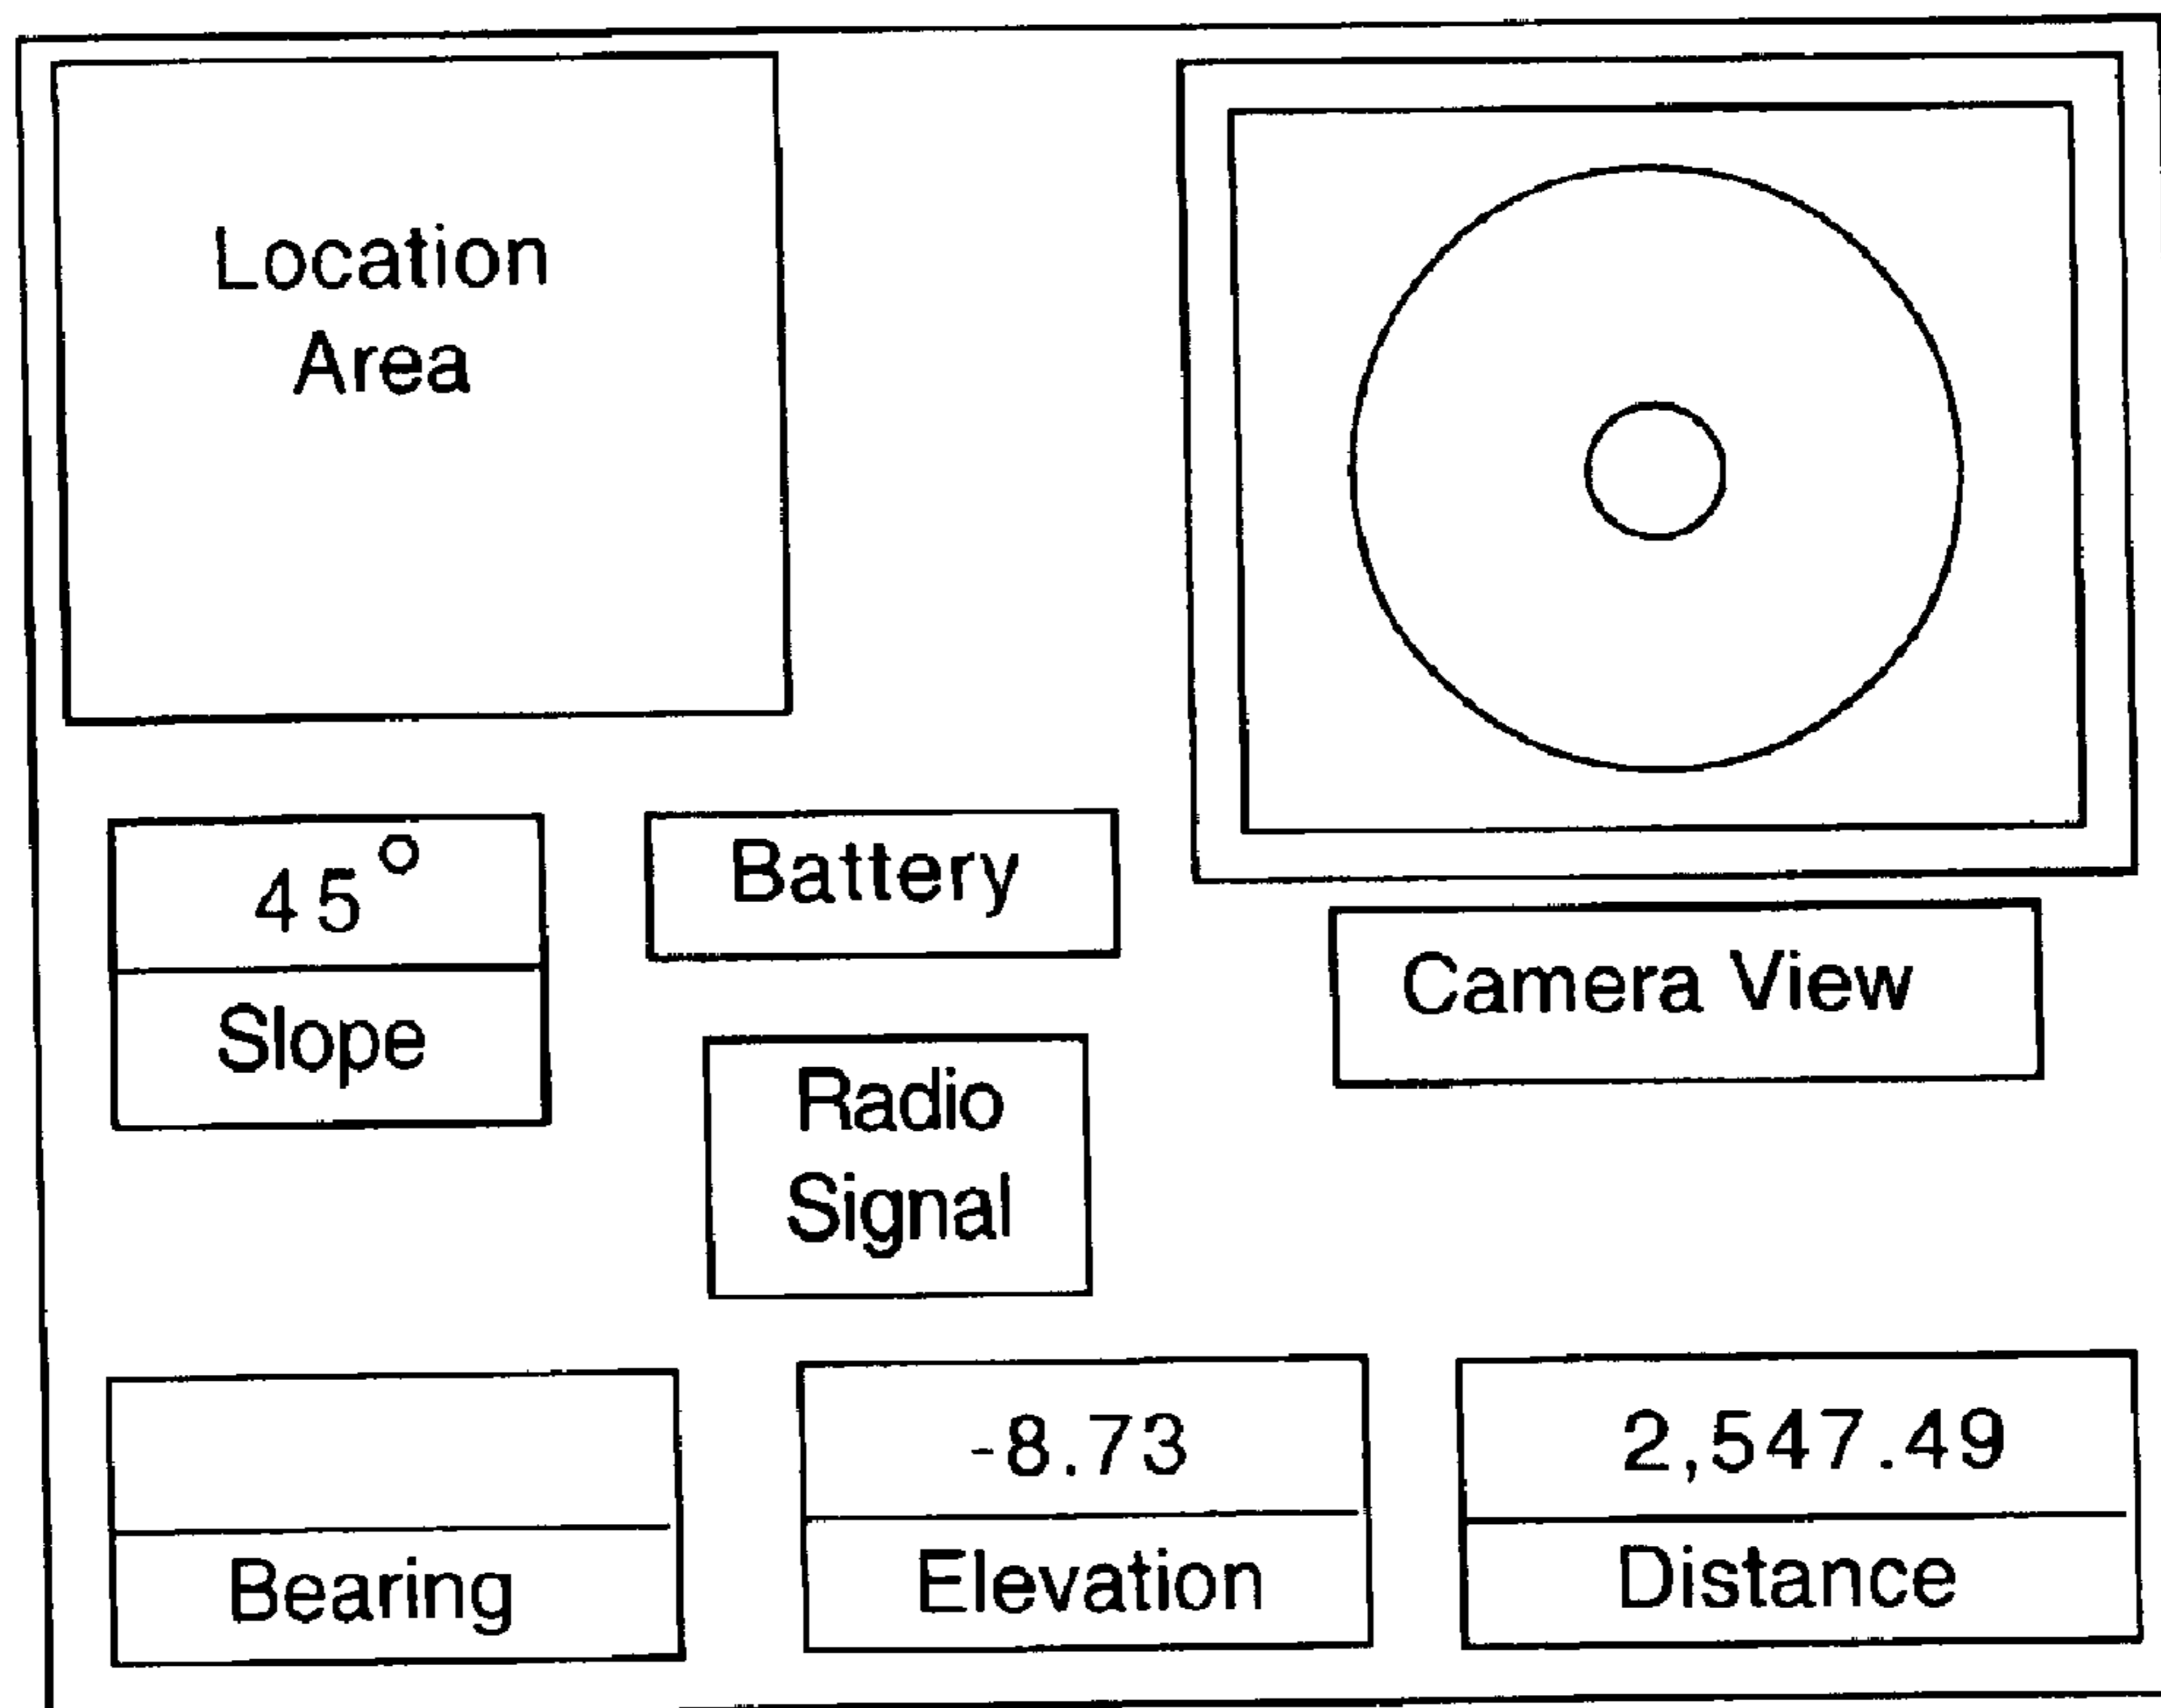 Location
Area
45°
Slope
Battery
Camera View
Radio
Signal
Bearing
-8.73
Elevation
2,547.49
Distance